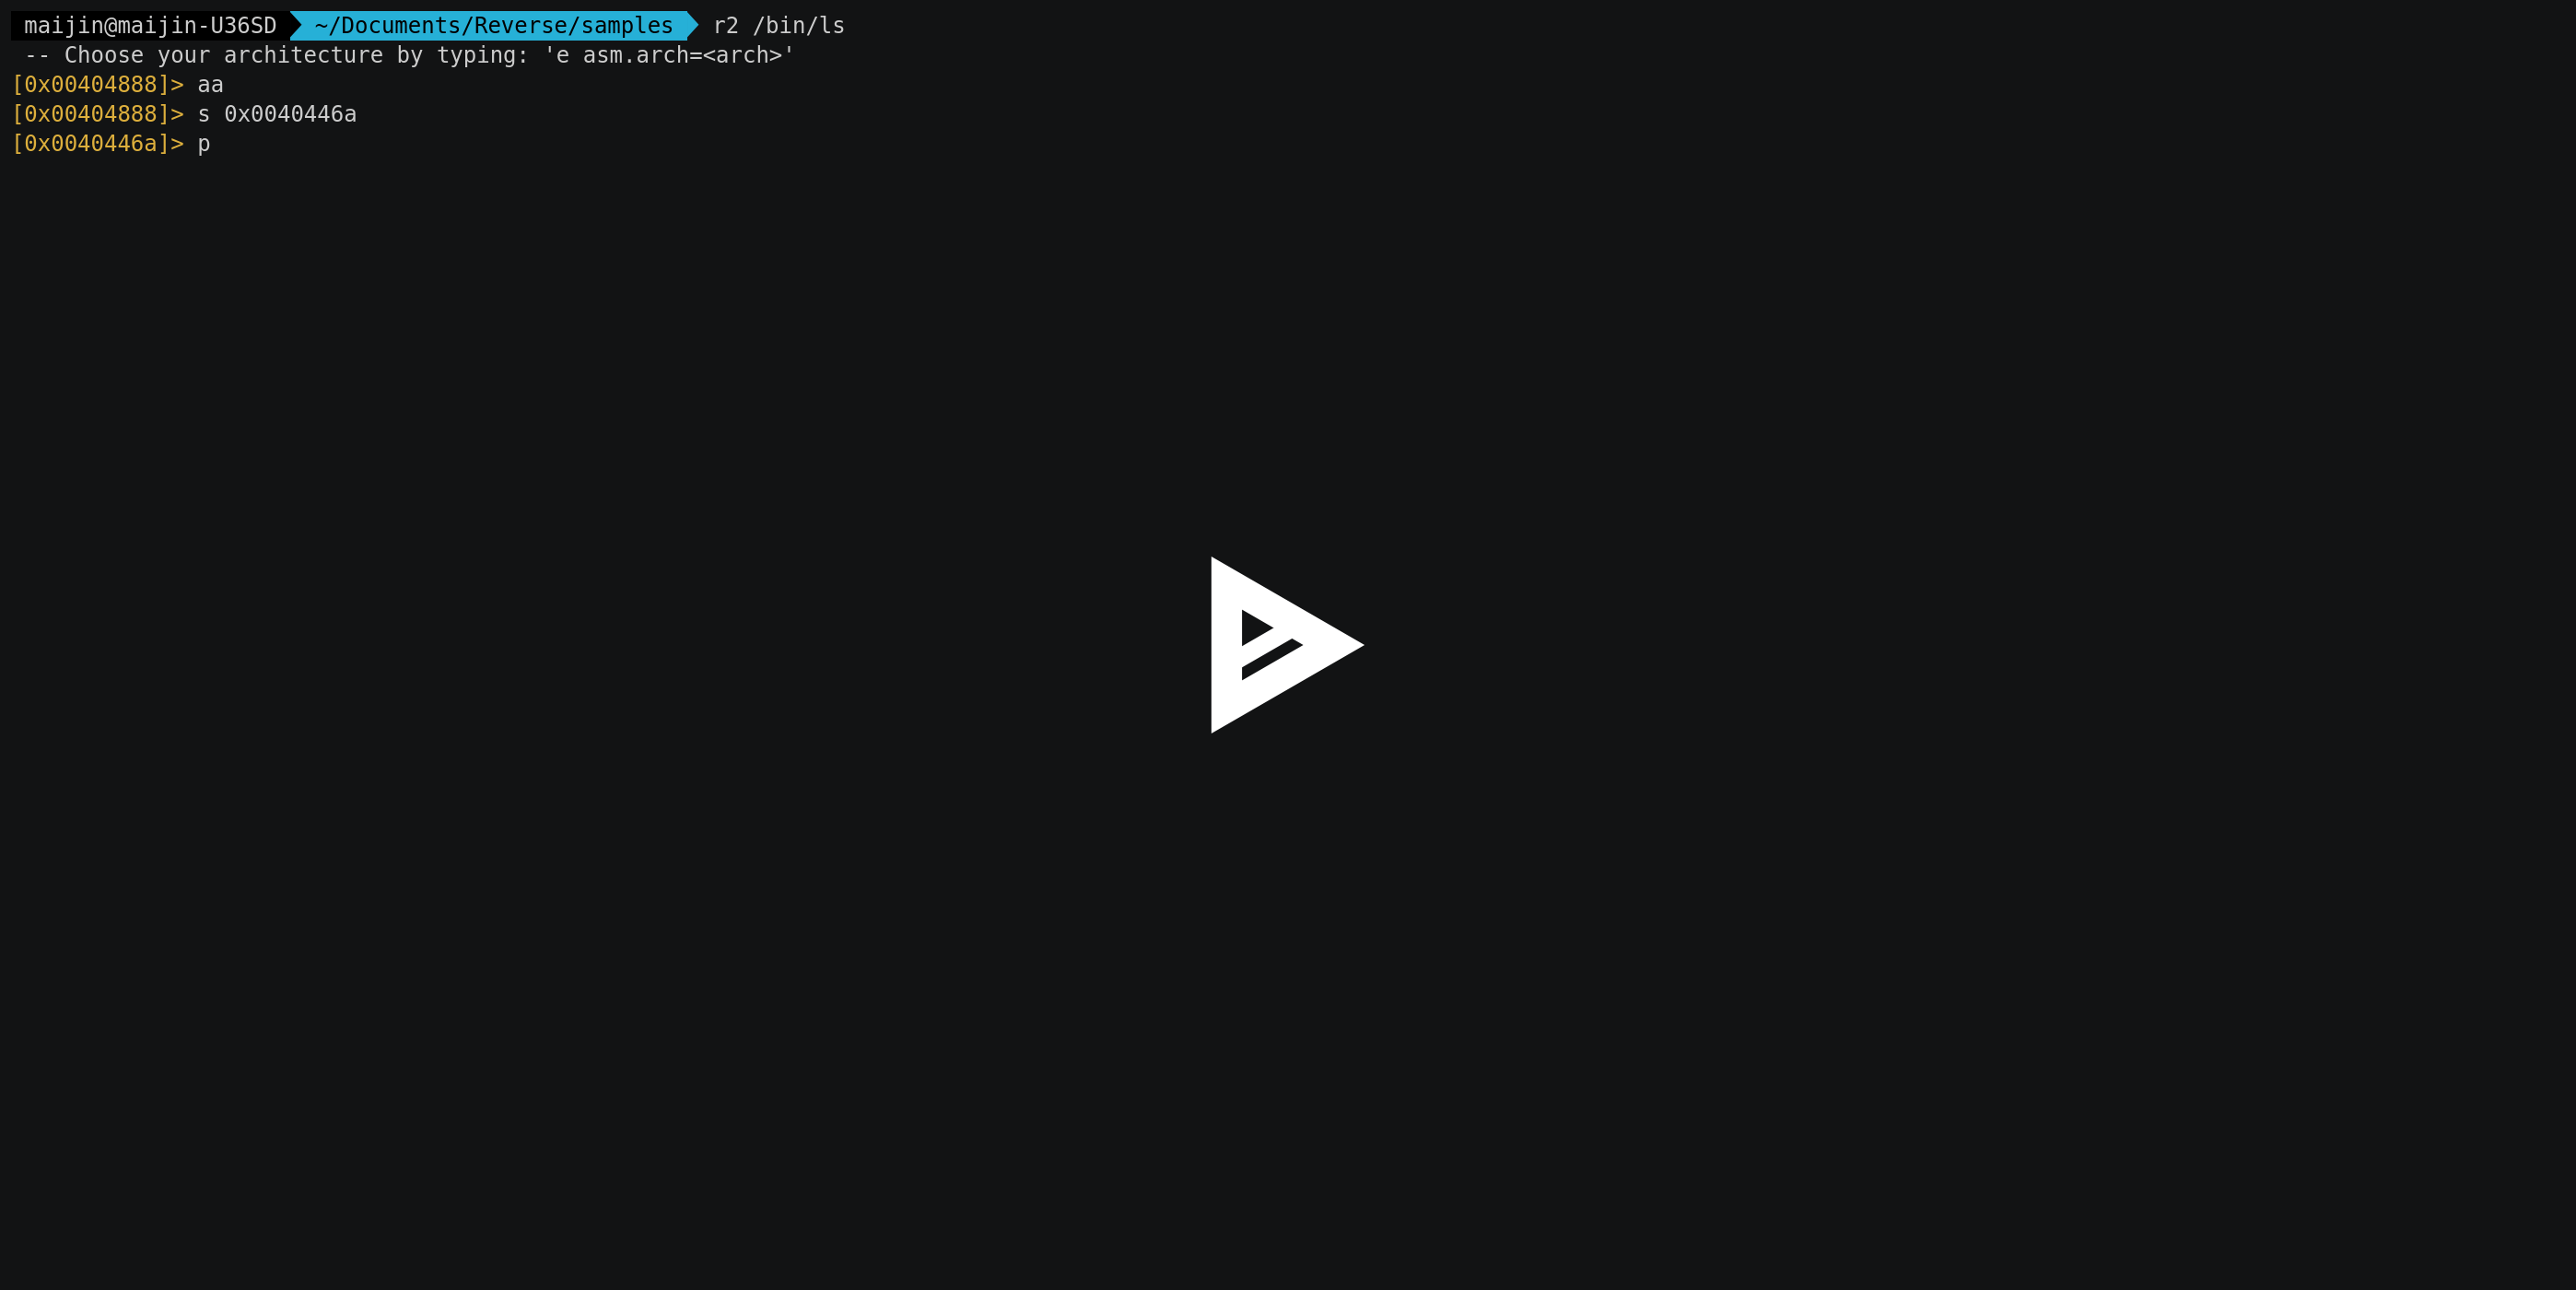 maijin@maijin-U36SD ~/Documents/Reverse/samples r2 /bin/ls
-- Choose your architecture by typing: 'e asm.arch=<arch>'
[0x00404888]> aa
[0x00404888]> s 0x0040446a
[0x0040446a]> p